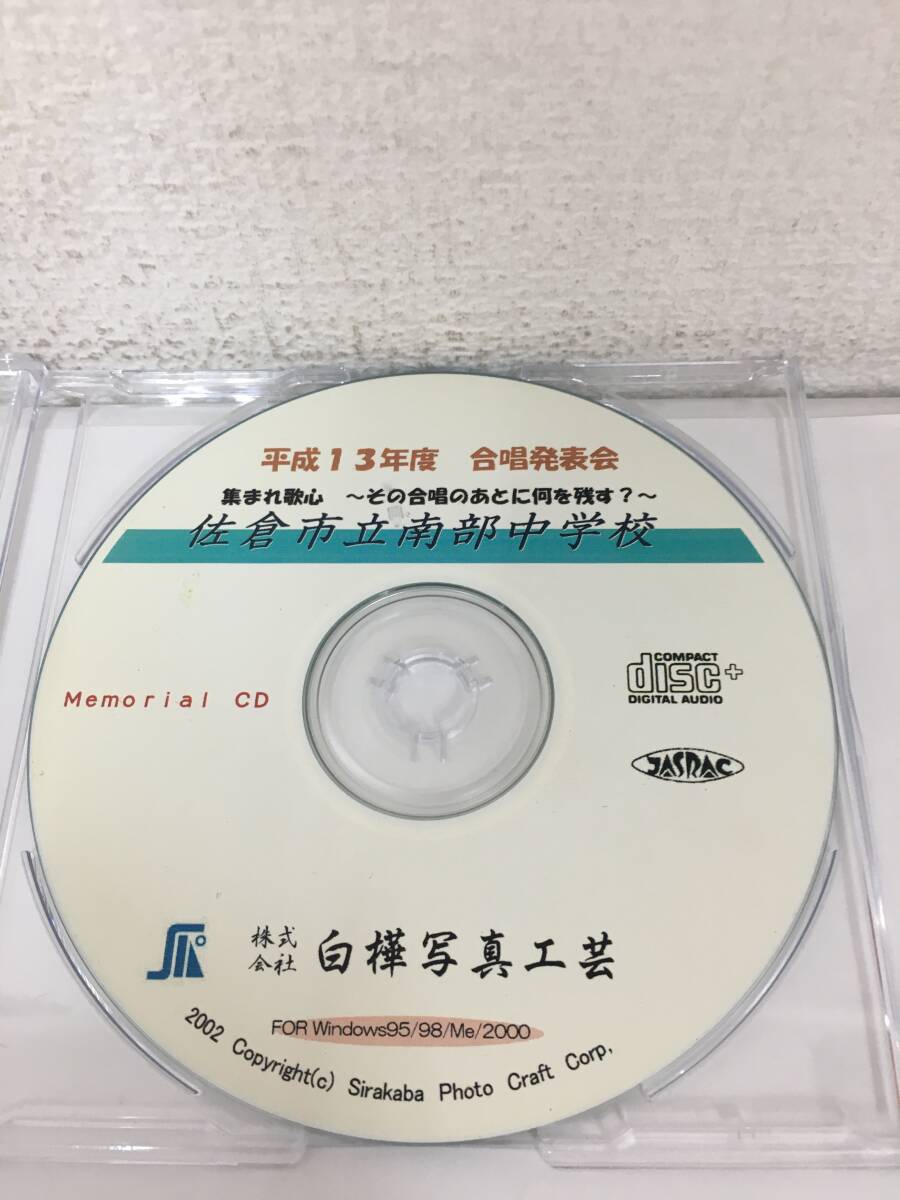 平成13年度　合唱発表会
集まれ歌心　～その合唱のあとに何を残す？～
佐倉市立南部中学校
Memorial CD
COMPACT
disc+
DIGITAL AUDIO
JASRAC
株式会社 白樺写真工芸
FOR Windows95/98/Me/2000
2002 Copyright(c) Sirakaba Photo Craft Corp,